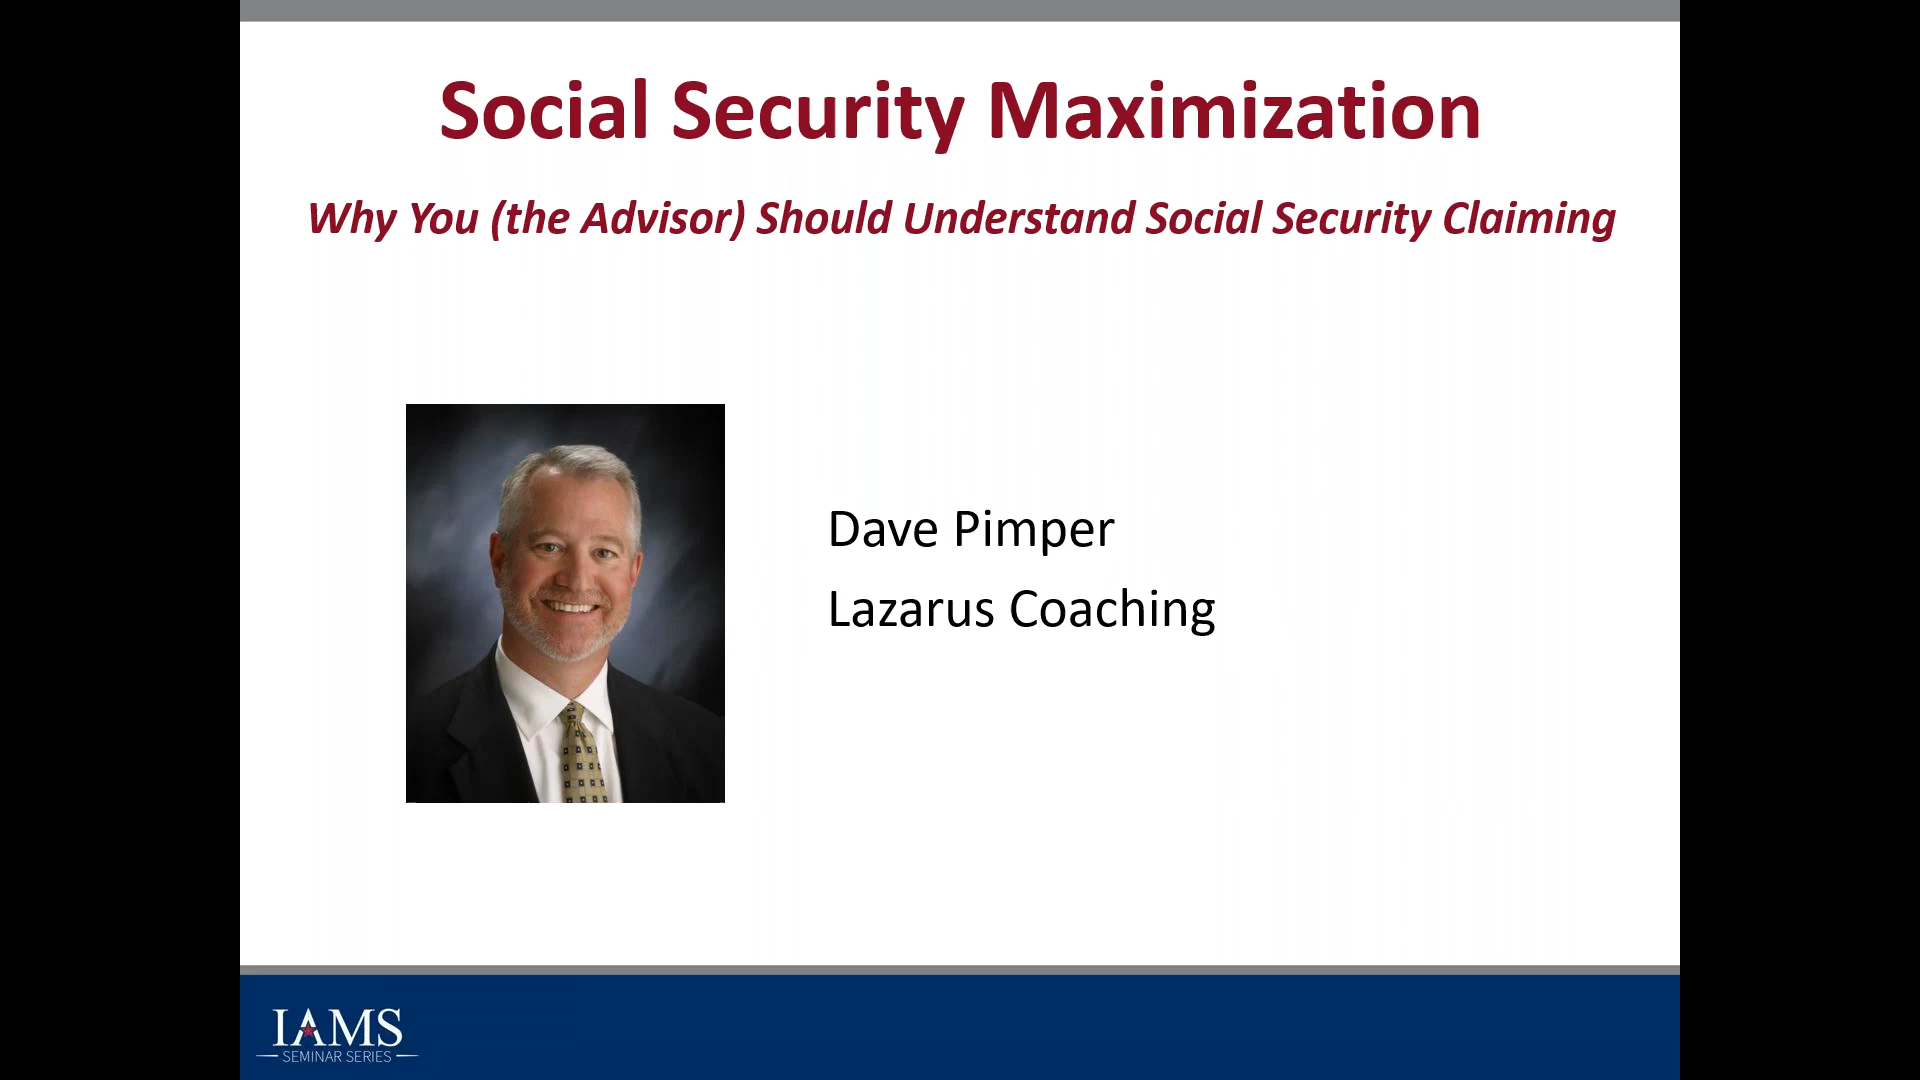 Social Security Maximization
Why You (the Advisor) Should Understand Social Security Claiming
Dave Pimper
Lazarus Coaching
IAMS
SEMINAR SERIES